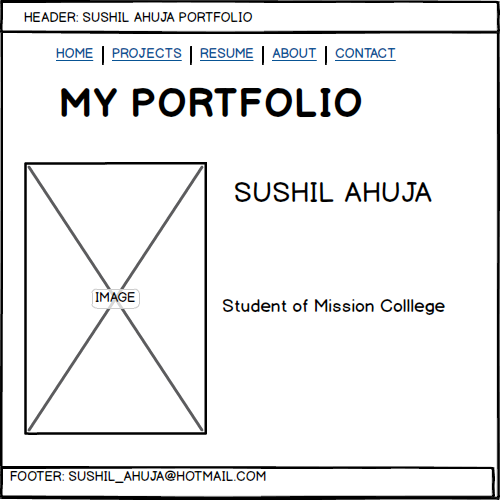 HEADER: SUSHIL AHUJA PORTFOLIO
HOME | PROJECTS | RESUME | ABOUT | CONTACT
MY PORTFOLIO
SUSHIL AHUJA
IMAGE
Student of Mission Colllege
FOOTER: SUSHIL_AHUJA@HOTMAIL.COM